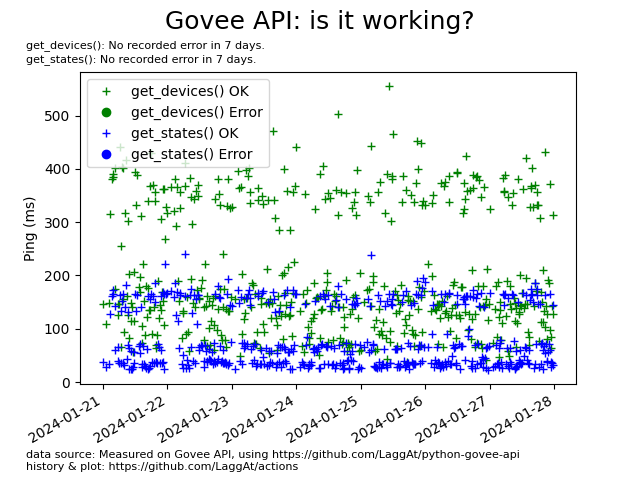 Govee API: is it working?
get_devices(): No recorded error in 7 days.
get_states(): No recorded error in 7 days.
get_devices() OK
get_devices() Error
get_states() OK
get_states() Error
Ping (ms)
500
400
300
200
100
0
2024-01-21
2024-01-22
2024-01-23
2024-01-24
2024-01-25
2024-01-26
2024-01-27
2024-01-28
data source: Measured on Govee API, using https://github.com/LaggAt/python-govee-api
history & plot: https://github.com/LaggAt/actions